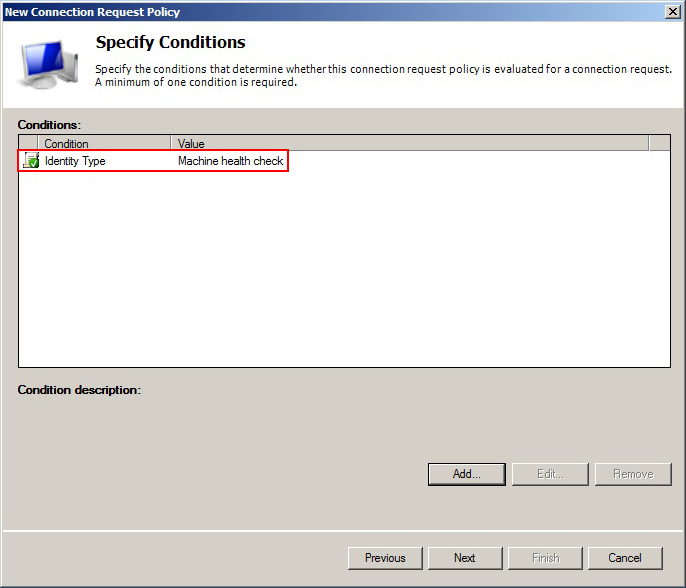 New Connection Request Policy
Specify Conditions
Specify the conditions that determine whether this connection request policy is evaluated for a connection request.
A minimum of one condition is required.
Conditions:
Condition Value
Identity Type Machine health check
Condition description:
Add... Edit... Remove
Previous Next Finish Cancel